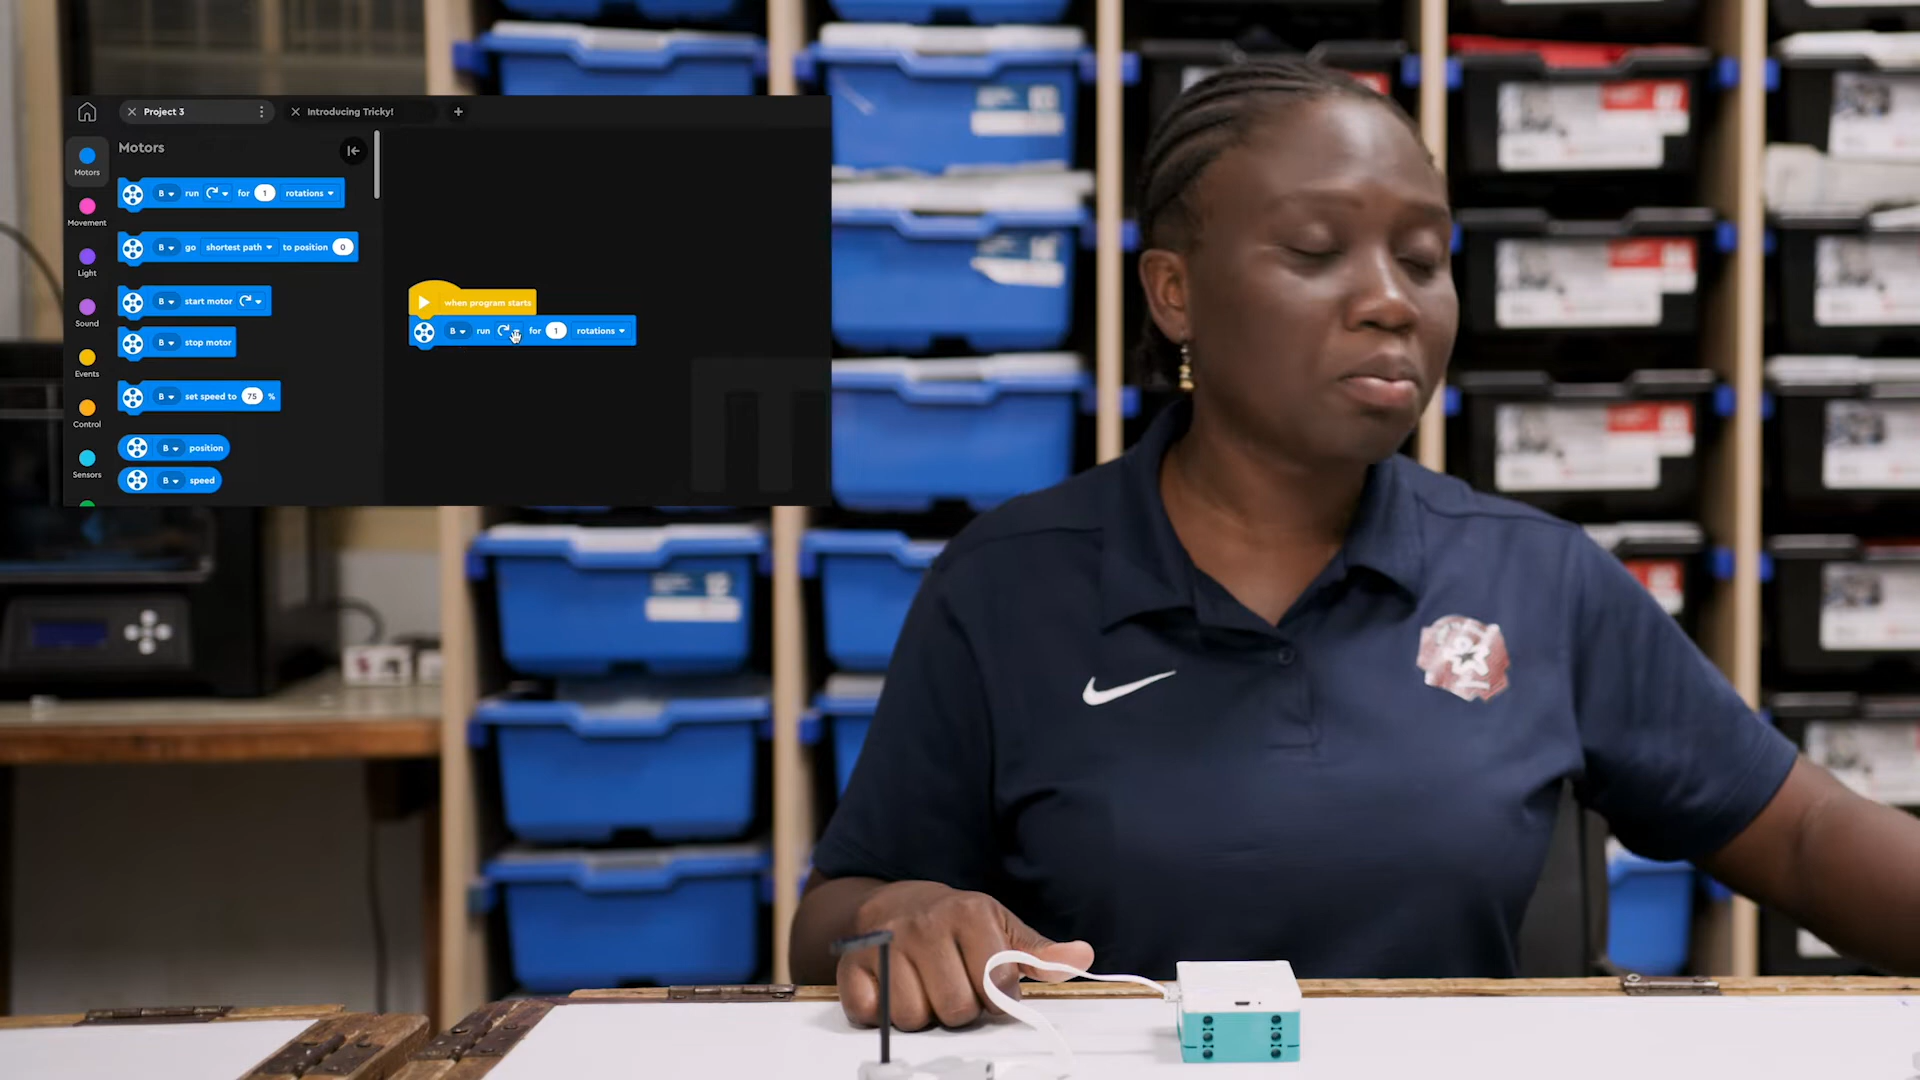 Project 3
Introducing Tricky!
Motors
Motors
Movement
Light
Sound
Events
Control
Sensors
B run for 1 rotations
B go shortest path to position 0
B start motor
B stop motor
B set speed to 75 %
B position
B speed
when program starts
B run for 1 rotations